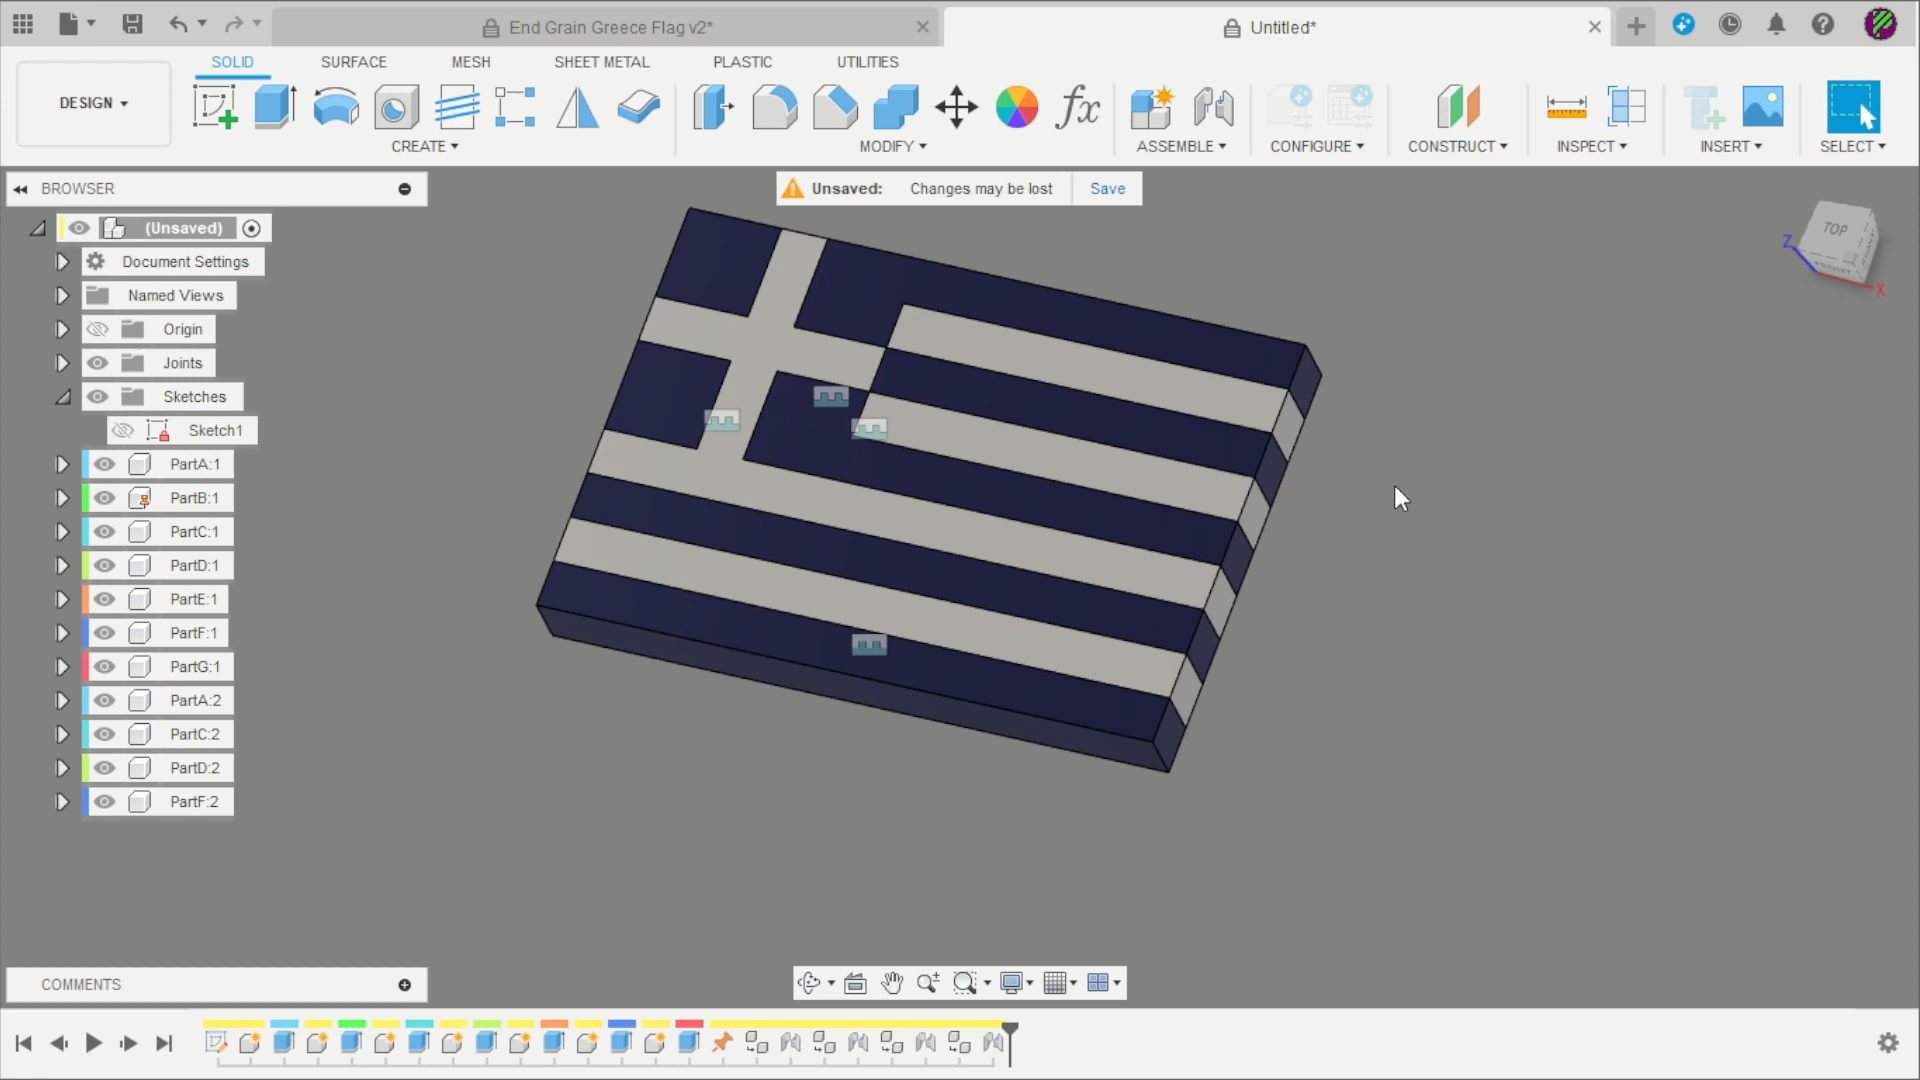 End Grain Greece Flag v2*
Untitled*
DESIGN
SOLID
SURFACE
MESH
SHEET METAL
PLASTIC
UTILITIES
fx
CREATE
MODIFY
ASSEMBLE
CONFIGURE
CONSTRUCT
INSPECT
INSERT
SELECT
BROWSER
Unsaved: Changes may be lost
Save
(Unsaved)
Document Settings
Named Views
Origin
Joints
Sketches
Sketch1
PartA:1
PartB:1
PartC:1
PartD:1
PartE:1
PartF:1
PartG:1
PartA:2
PartC:2
PartD:2
PartF:2
TOP
Z
X
COMMENTS